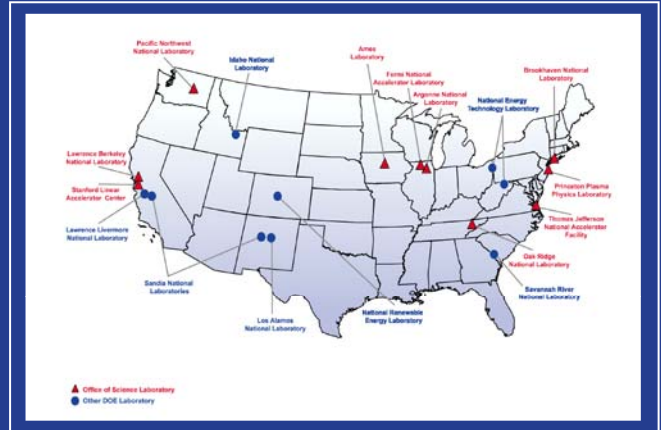 Pacific Northwest
National Laboratory
Idaho National
Laboratory
Ames
Laboratory
Fermi National
Accelerator Laboratory
Argonne National
Laboratory
Brookhaven National
Laboratory
National Energy
Technology Laboratory
Lawrence Berkeley
National Laboratory
Stanford Linear
Accelerator Center
Lawrence Livermore
National Laboratory
Sandia National
Laboratories
Los Alamos
National Laboratory
National Renewable
Energy Laboratory
Princeton Plasma
Physics Laboratory
Thomas Jefferson
National Accelerator
Facility
Oak Ridge
National Laboratory
Savannah River
National Laboratory
Office of Science Laboratory
Other DOE Laboratory